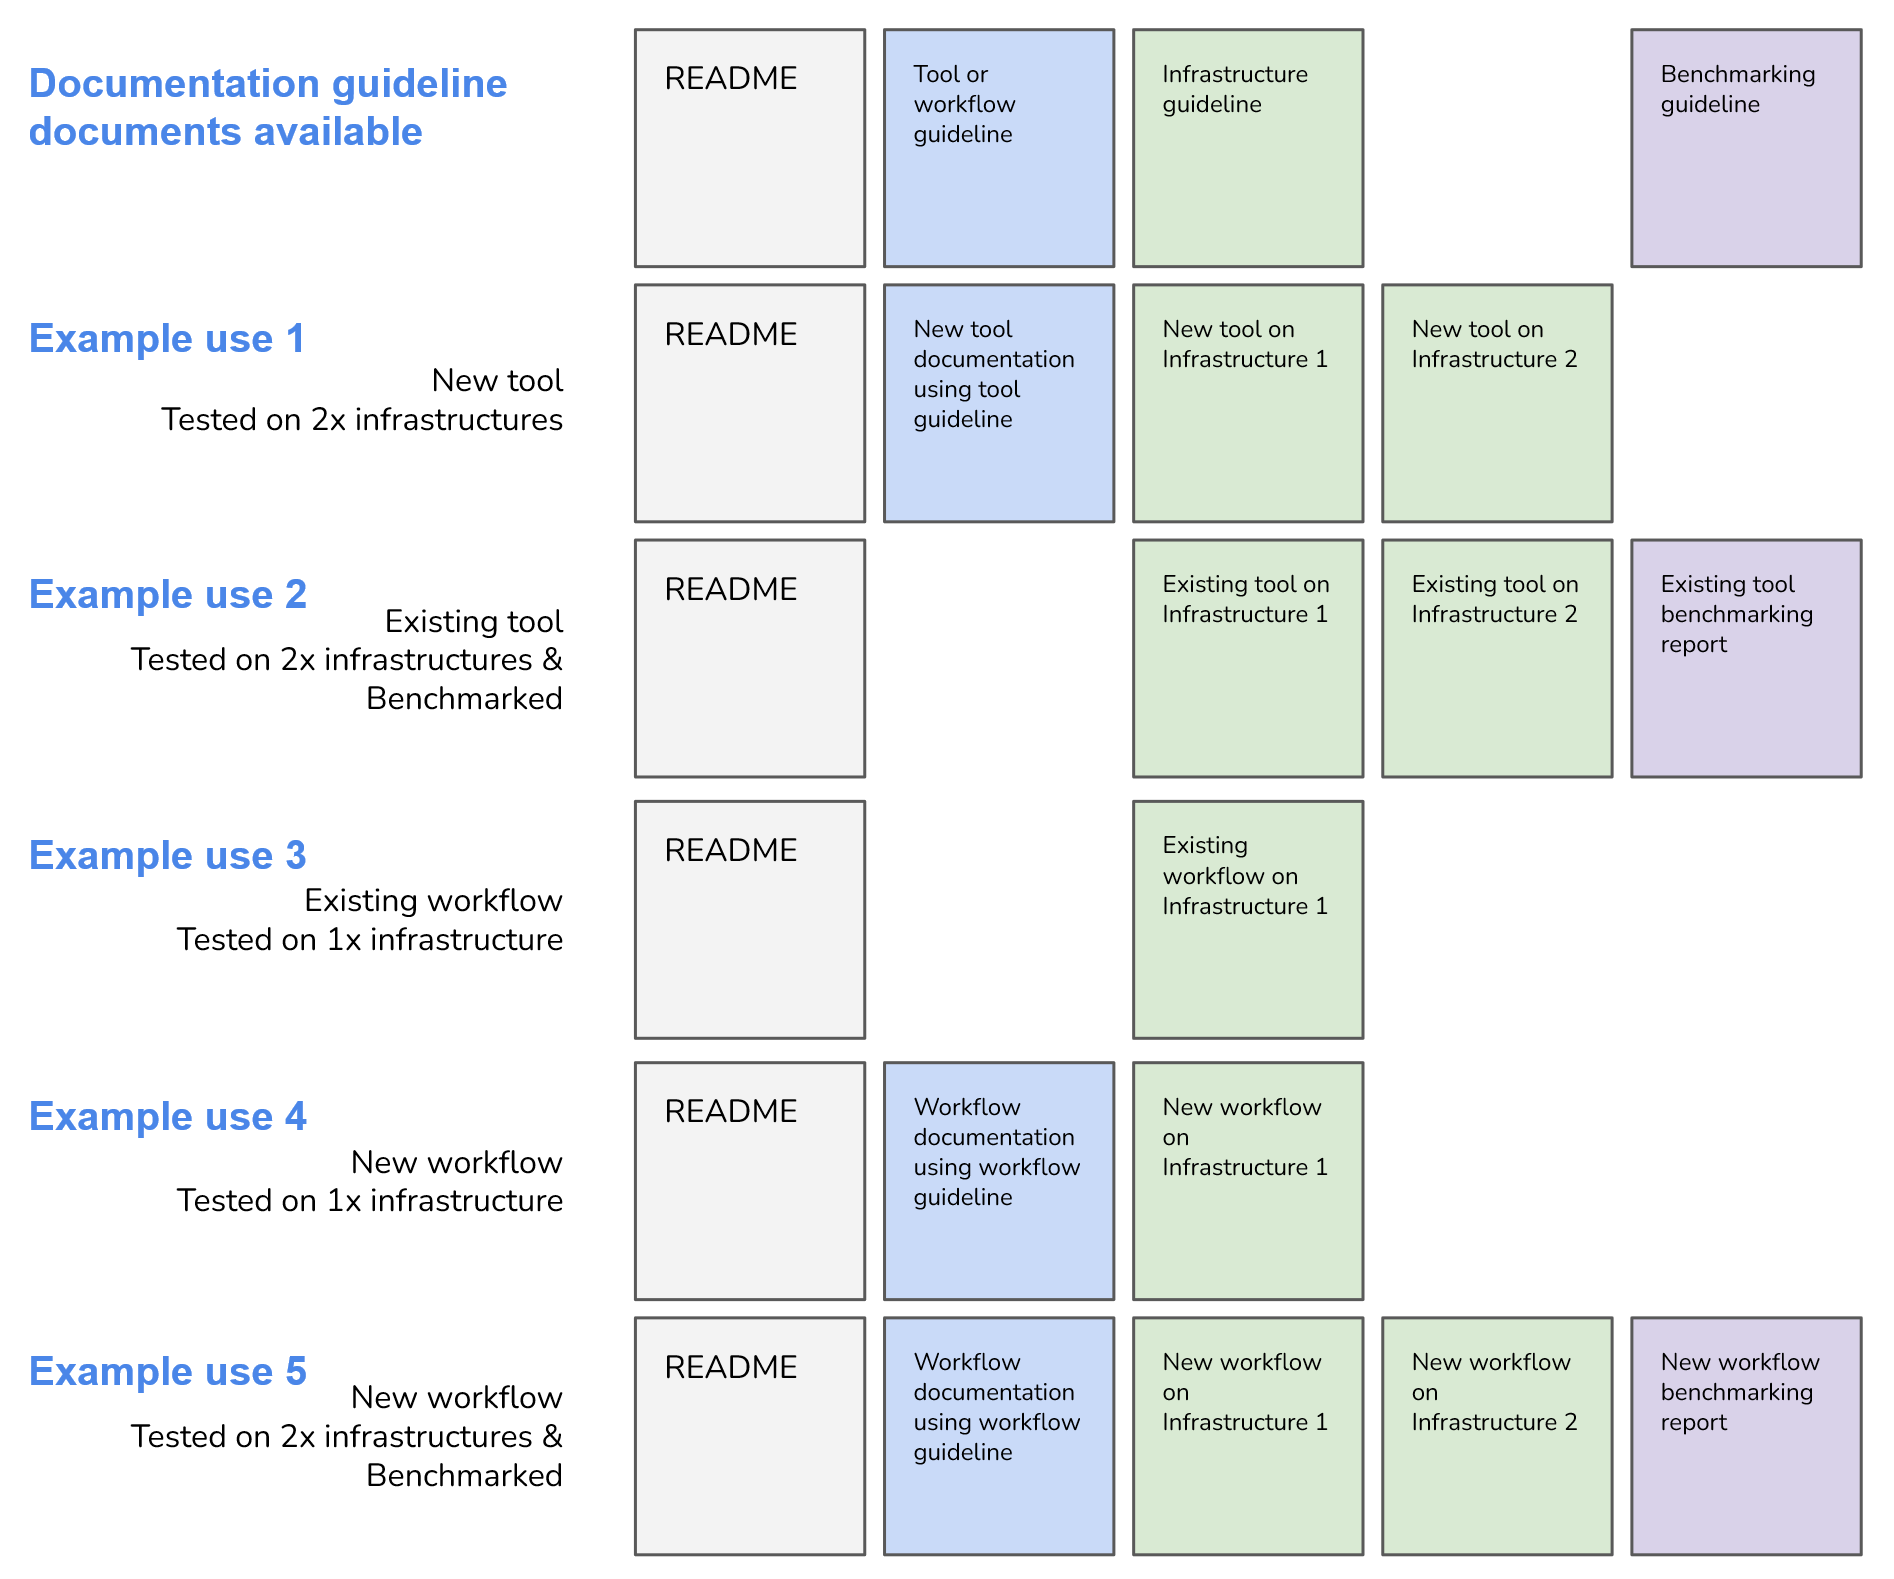 Documentation guideline
documents available
README
Tool or
workflow
guideline
Infrastructure
guideline
Benchmarking
guideline
Example use 1
New tool
Tested on 2x infrastructures
README
New tool
documentation
using tool
guideline
New tool on
Infrastructure 1
New tool on
Infrastructure 2
Example use 2
Existing tool
Tested on 2x infrastructures &
Benchmarked
README
Existing tool on
Infrastructure 1
Existing tool on
Infrastructure 2
Existing tool
benchmarking
report
Example use 3
Existing workflow
Tested on 1x infrastructure
README
Existing
workflow on
Infrastructure 1
Example use 4
New workflow
Tested on 1x infrastructure
README
Workflow
documentation
using workflow
guideline
New workflow
on
Infrastructure 1
Example use 5
New workflow
Tested on 2x infrastructures &
Benchmarked
README
Workflow
documentation
using workflow
guideline
New workflow
on
Infrastructure 1
New workflow
on
Infrastructure 2
New workflow
benchmarking
report